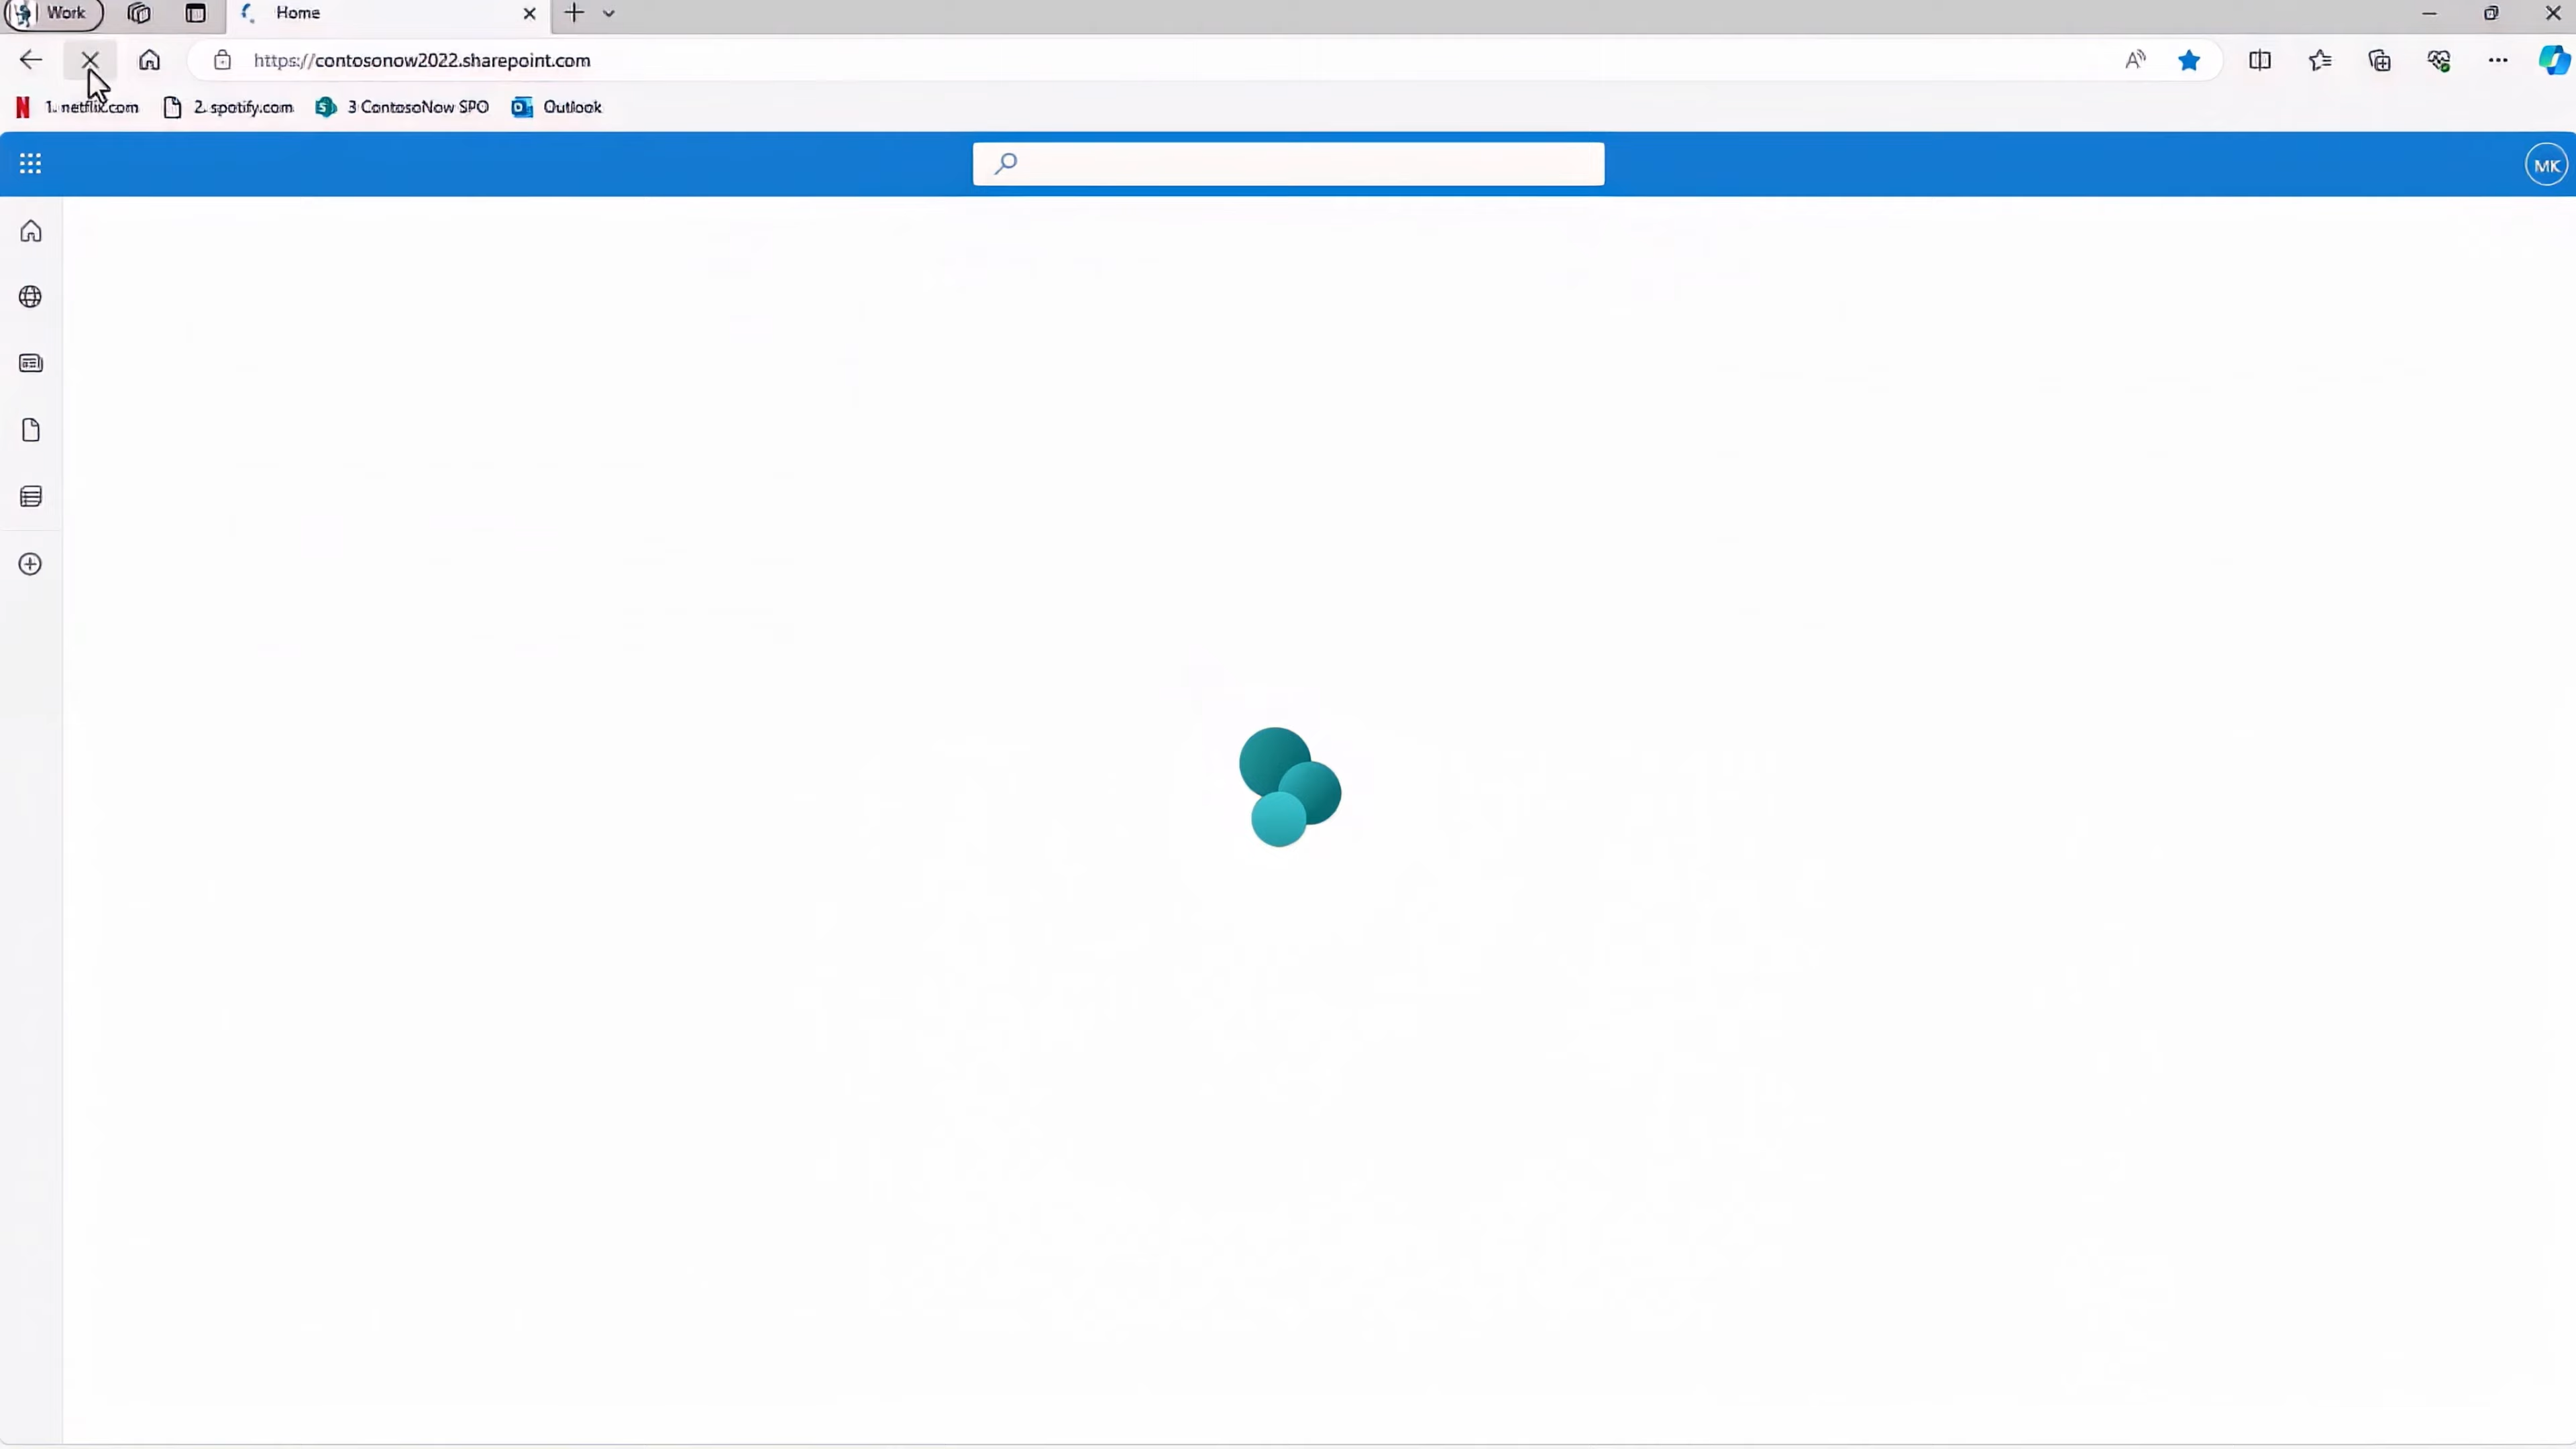 Work
Home
https://contosonow2022.sharepoint.com
1. netflix.com
2. spotify.com
3 ContosoNow SPO
Outlook
MK